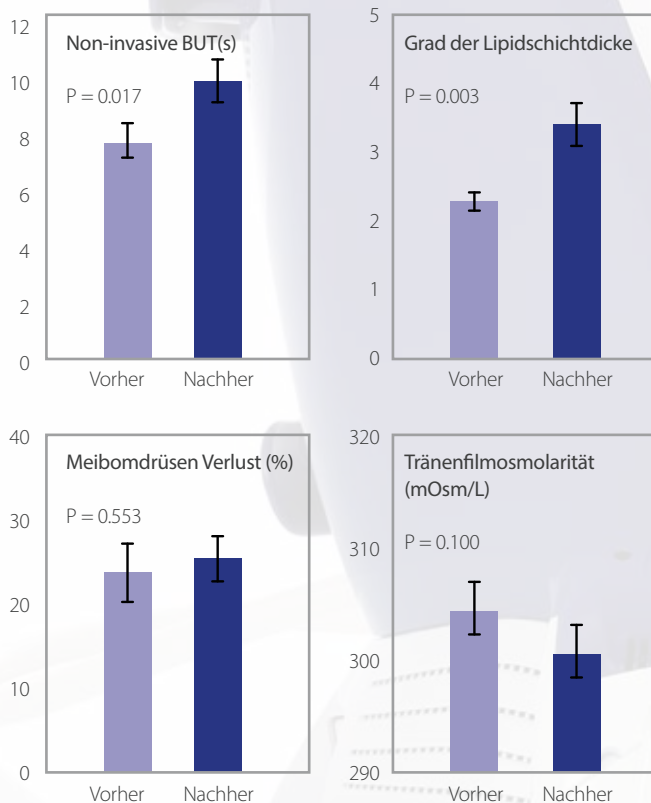 12
10
8
6
4
2
0
Non-invasive BUT(s)
P = 0.017
Vorher Nachher
5
4
3
2
1
0
Grad der Lipidschichtdicke
P = 0.003
Vorher Nachher
40
30
20
10
0
Meibomdrüsen Verlust (%)
P = 0.553
Vorher Nachher
320
310
300
290
Tränenfilmosmolarität
(mOsm/L)
P = 0.100
Vorher Nachher